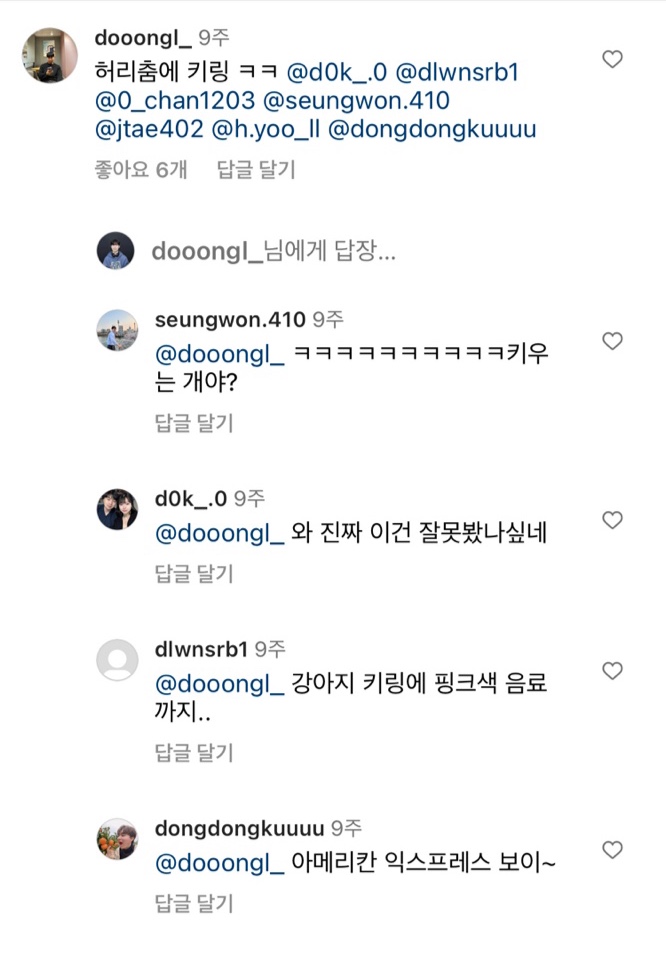 dooongl_ 9주
허리춤에 키링 ㅋㅋ @d0k_.0 @dlwnsrb1
@0_chan1203 @seungwon.410
@jtae402 @h.yoo_ll @dongdongkuuuu
좋아요 6개 답글 달기
dooongl_님에게 답장...
seungwon.410 9주
@dooongl_ ㅋㅋㅋㅋㅋㅋㅋㅋㅋㅋ키우
는 개야?
답글 달기
d0k_.0 9주
@dooongl_ 와 진짜 이건 잘못봤나싶네
답글 달기
dlwnsrb1 9주
@dooongl_ 강아지 키링에 핑크색 음료
까지..
답글 달기
dongdongkuuuu 9주
@dooongl_ 아메리칸 익스프레스 보이~
답글 달기